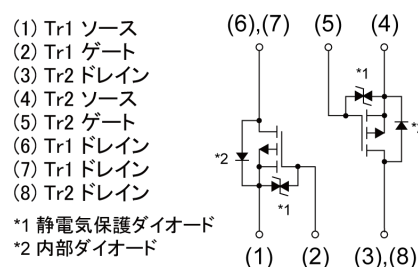 (1) Tr1 ソース
(2) Tr1 ゲート
(3) Tr2 ドレイン
(4) Tr2 ソース
(5) Tr2 ゲート
(6) Tr1 ドレイン
(7) Tr1 ドレイン
(8) Tr2 ドレイン
*1 静電気保護ダイオード
*2 内部ダイオード
(6),(7) (5) (4)
*1
*2
*2
*1
(1) (2) (3),(8)